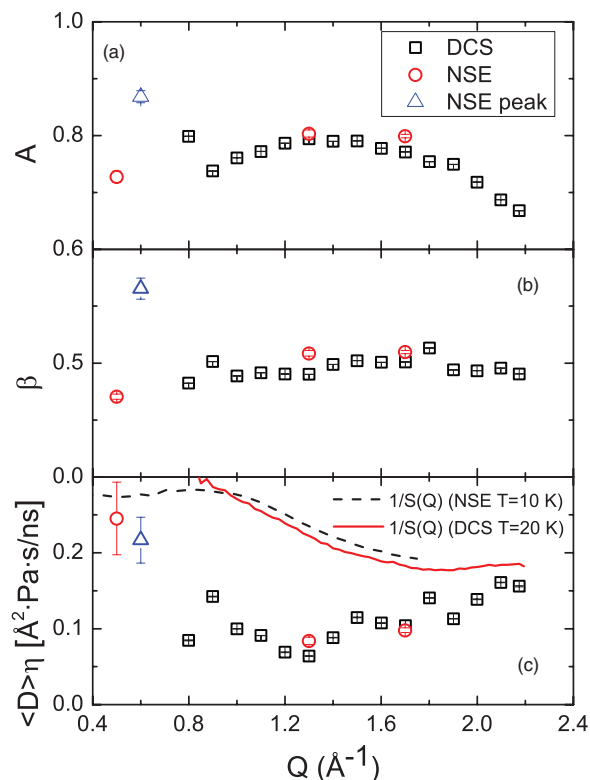 1.0
(a)
DCS
NSE
NSE peak
A
0.8
0.6
(b)
β
0.5
0.0
1/S(Q) (NSE T=10 K)
1/S(Q) (DCS T=20 K)
<D>η [Å²·Pa·s/ns]
0.2
0.1
(c)
0.0
0.4 0.8 1.2 1.6 2.0 2.4
Q (Å⁻¹)